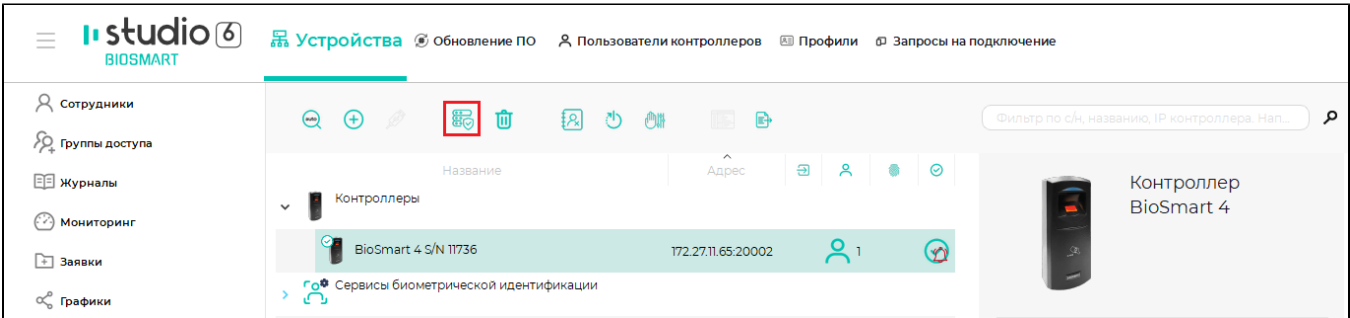 studio 6
BIOSMART
Устройства Обновление ПО Пользователи контроллеров Профили Запросы на подключение
Сотрудники
Группы доступа
Журналы
Мониторинг
Заявки
Графики
auto
Фильтр по с/н, названию, IP контроллера. Нап...
Название Адрес
Контроллеры
BioSmart 4 S/N 11736 172.27.11.65:20002 1
Сервисы биометрической идентификации
Контроллер
BioSmart 4